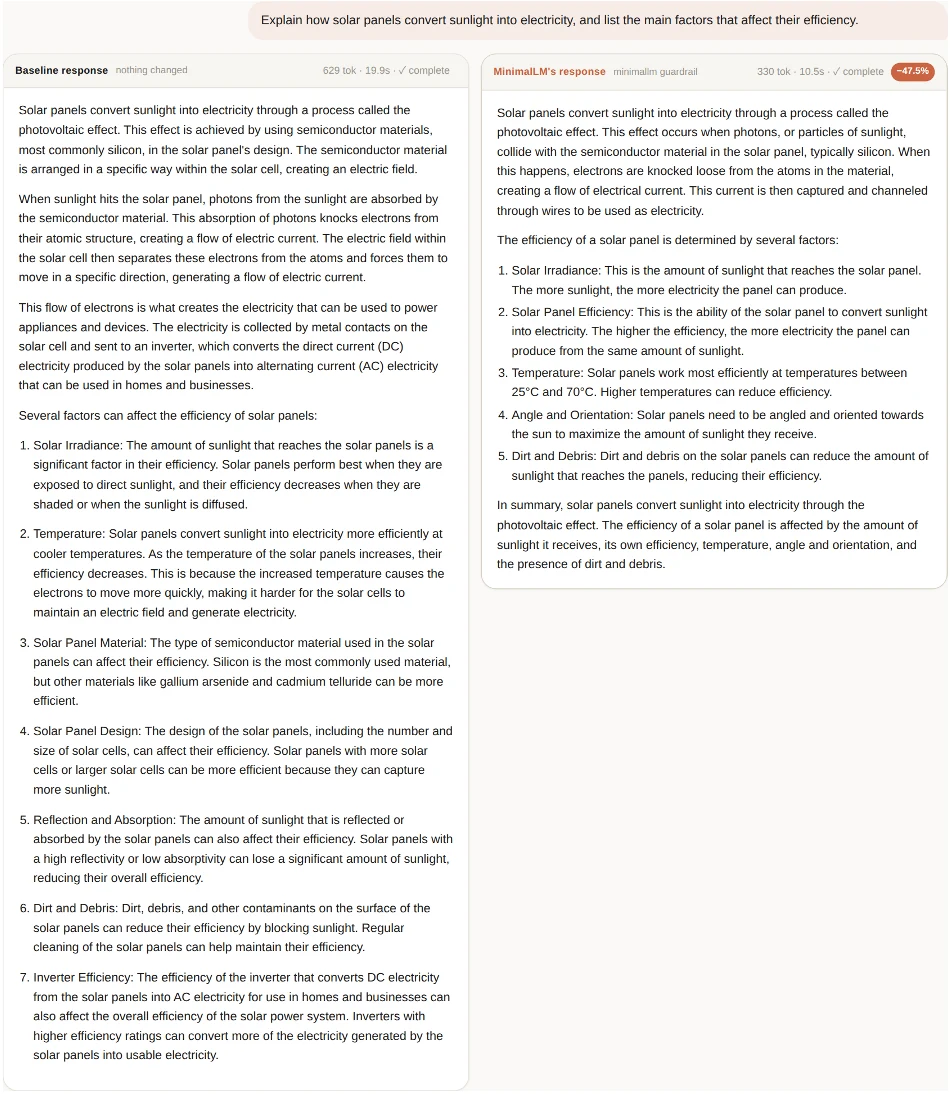 Explain how solar panels convert sunlight into electricity, and list the main factors that affect their efficiency.
Baseline response nothing changed 629 tok · 19.9s · ✓ complete
Solar panels convert sunlight into electricity through a process called the
photovoltaic effect. This effect is achieved by using semiconductor materials,
most commonly silicon, in the solar panel's design. The semiconductor material
is arranged in a specific way within the solar cell, creating an electric field.
When sunlight hits the solar panel, photons from the sunlight are absorbed by
the semiconductor material. This absorption of photons knocks electrons from
their atomic structure, creating a flow of electric current. The electric field within
the solar cell then separates these electrons from the atoms and forces them to
move in a specific direction, generating a flow of electric current.
This flow of electrons is what creates the electricity that can be used to power
appliances and devices. The electricity is collected by metal contacts on the
solar cell and sent to an inverter, which converts the direct current (DC)
electricity produced by the solar panels into alternating current (AC) electricity
that can be used in homes and businesses.
Several factors can affect the efficiency of solar panels:
1. Solar Irradiance: The amount of sunlight that reaches the solar panels is a
significant factor in their efficiency. Solar panels perform best when they are
exposed to direct sunlight, and their efficiency decreases when they are
shaded or when the sunlight is diffused.
2. Temperature: Solar panels convert sunlight into electricity more efficiently at
cooler temperatures. As the temperature of the solar panels increases, their
efficiency decreases. This is because the increased temperature causes the
electrons to move more quickly, making it harder for the solar cells to
maintain an electric field and generate electricity.
3. Solar Panel Material: The type of semiconductor material used in the solar
panels can affect their efficiency. Silicon is the most commonly used material,
but other materials like gallium arsenide and cadmium telluride can be more
efficient.
4. Solar Panel Design: The design of the solar panels, including the number and
size of solar cells, can affect their efficiency. Solar panels with more solar
cells or larger solar cells can be more efficient because they can capture
more sunlight.
5. Reflection and Absorption: The amount of sunlight that is reflected or
absorbed by the solar panels can also affect their efficiency. Solar panels with
a high reflectivity or low absorptivity can lose a significant amount of sunlight,
reducing their overall efficiency.
6. Dirt and Debris: Dirt, debris, and other contaminants on the surface of the
solar panels can reduce their efficiency by blocking sunlight. Regular
cleaning of the solar panels can help maintain their efficiency.
7. Inverter Efficiency: The efficiency of the inverter that converts DC electricity
from the solar panels into AC electricity for use in homes and businesses can
also affect the overall efficiency of the solar power system. Inverters with
higher efficiency ratings can convert more of the electricity generated by the
solar panels into usable electricity.
MinimalLM's response minimallm guardrail 330 tok · 10.5s · ✓ complete −47.5%
Solar panels convert sunlight into electricity through a process called the
photovoltaic effect. This effect occurs when photons, or particles of sunlight,
collide with the semiconductor material in the solar panel, typically silicon. When
this happens, electrons are knocked loose from the atoms in the material,
creating a flow of electrical current. This current is then captured and channeled
through wires to be used as electricity.
The efficiency of a solar panel is determined by several factors:
1. Solar Irradiance: This is the amount of sunlight that reaches the solar panel.
The more sunlight, the more electricity the panel can produce.
2. Solar Panel Efficiency: This is the ability of the solar panel to convert sunlight
into electricity. The higher the efficiency, the more electricity the panel can
produce from the same amount of sunlight.
3. Temperature: Solar panels work most efficiently at temperatures between
25°C and 70°C. Higher temperatures can reduce efficiency.
4. Angle and Orientation: Solar panels need to be angled and oriented towards
the sun to maximize the amount of sunlight they receive.
5. Dirt and Debris: Dirt and debris on the solar panels can reduce the amount of
sunlight that reaches the panels, reducing their efficiency.
In summary, solar panels convert sunlight into electricity through the
photovoltaic effect. The efficiency of a solar panel is affected by the amount of
sunlight it receives, its own efficiency, temperature, angle and orientation, and
the presence of dirt and debris.